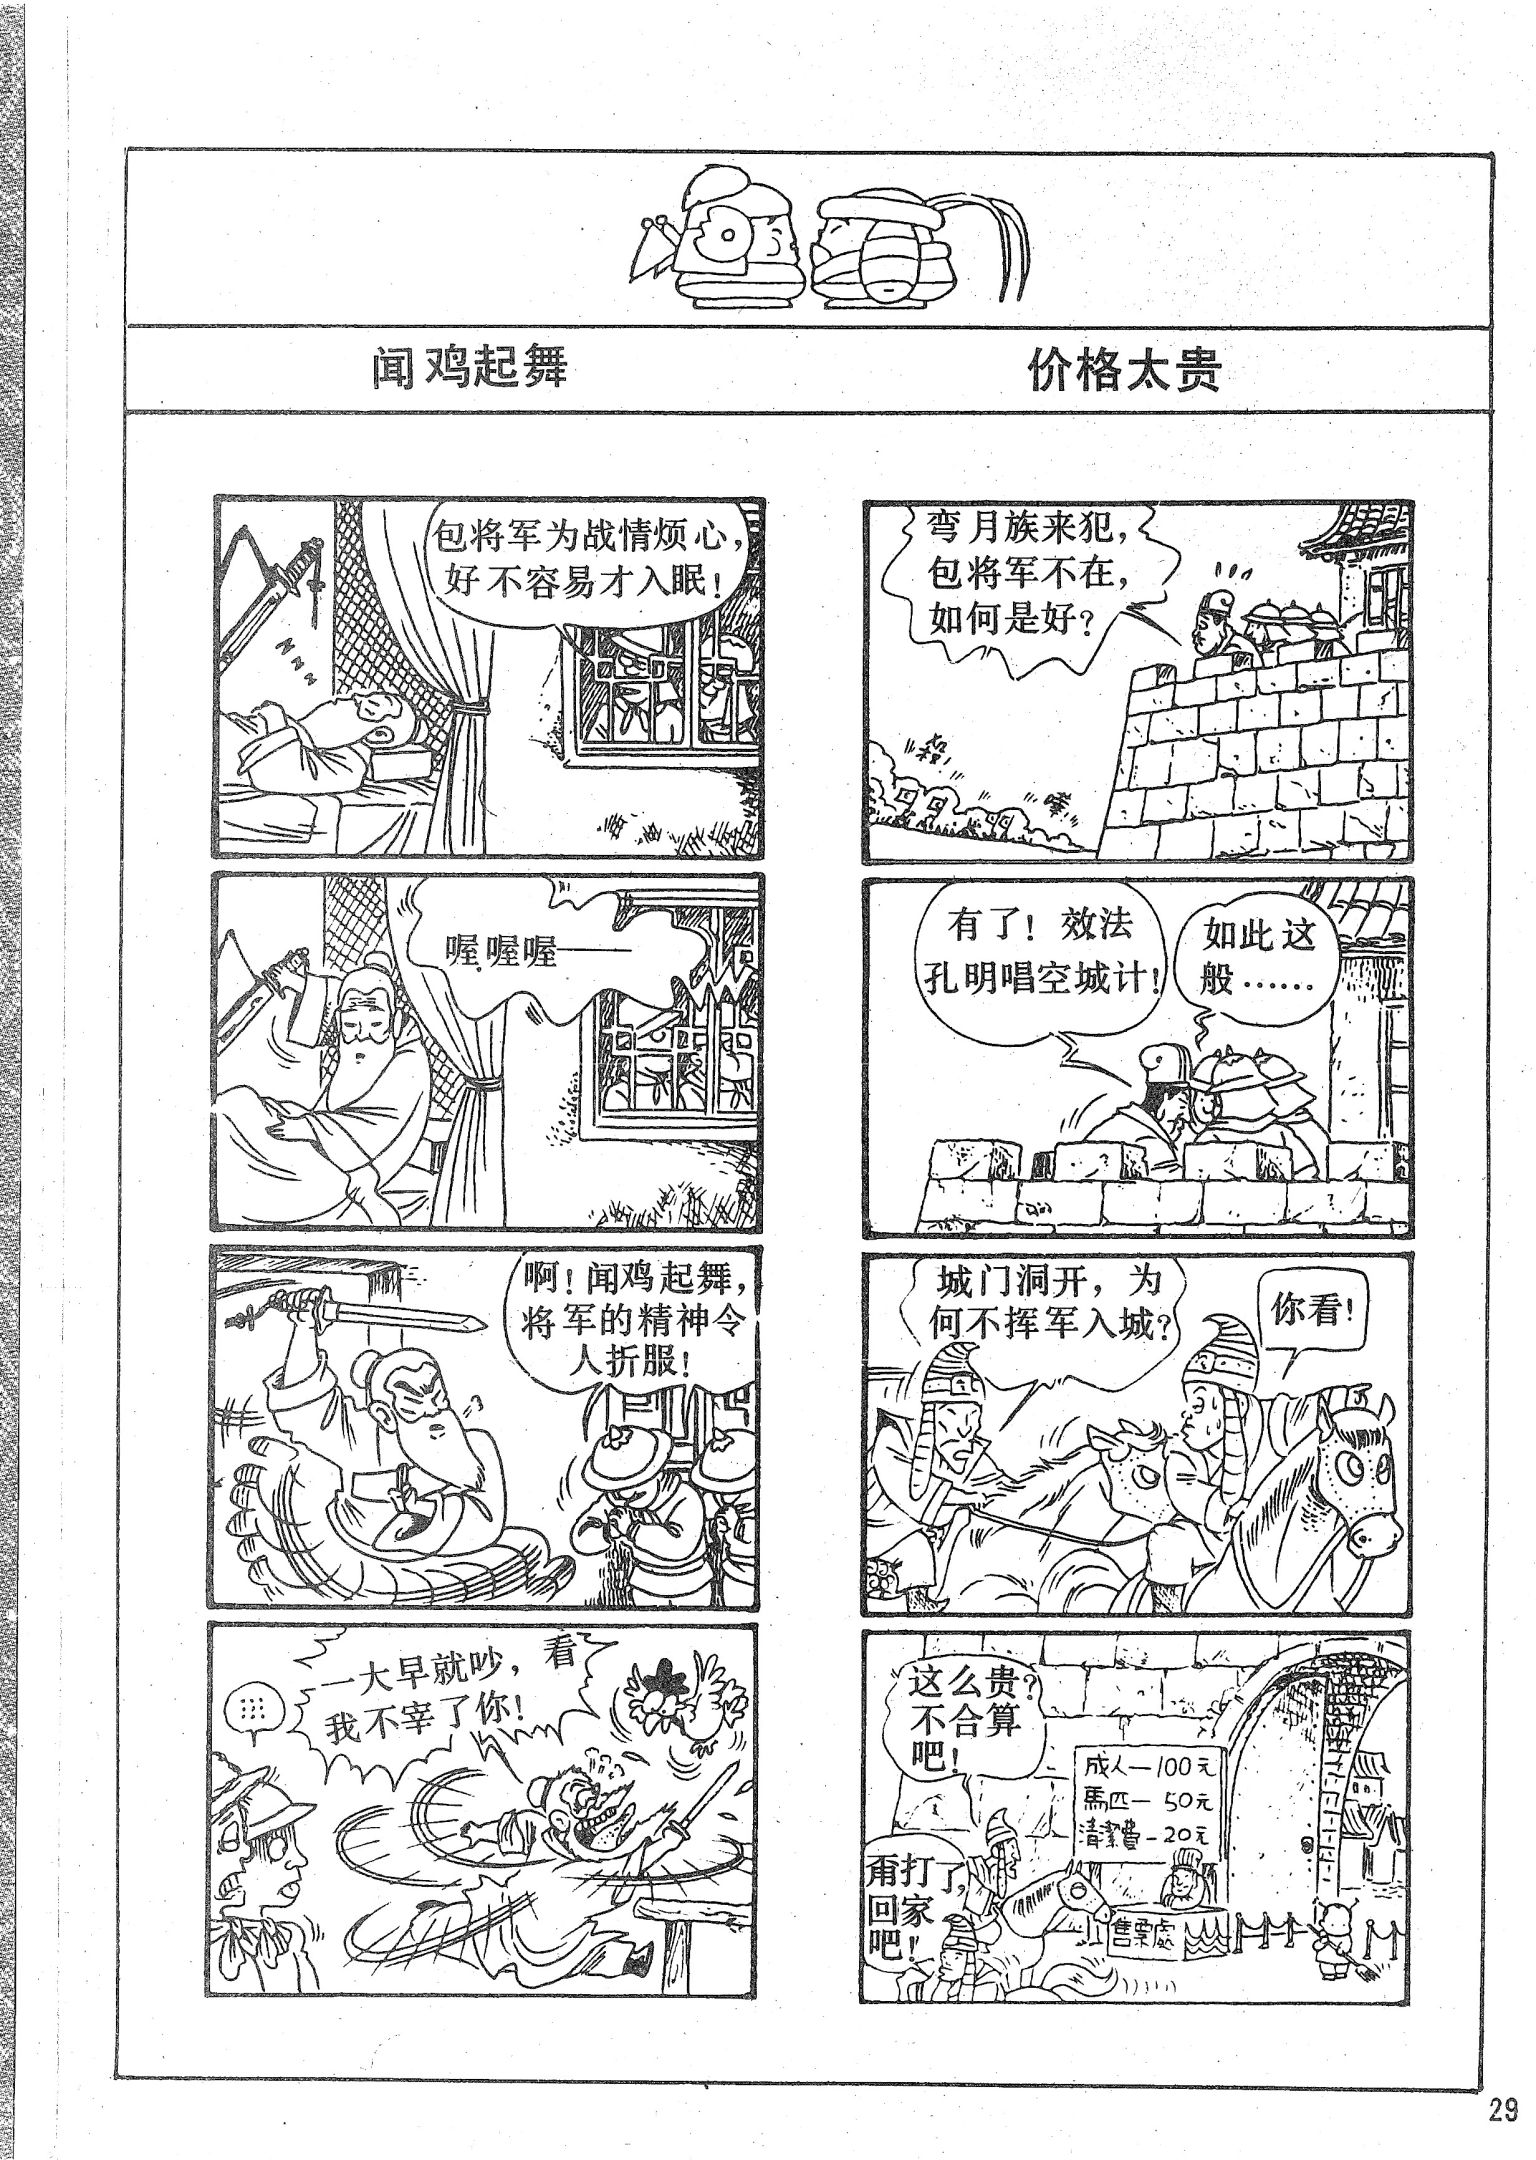 闻鸡起舞
包将军为战情烦心，
好不容易才入眠！
ZZZ
喔喔喔——
啊！闻鸡起舞，
将军的精神令
人折服！
一大早就吵，看
我不宰了你！
价格太贵
弯月族来犯，
包将军不在，
如何是好？
杀！
有了！效法
孔明唱空城计！
如此这
般……
城门洞开，为
何不挥军入城？
你看！
这么贵？
不合算
吧！
成人—100元
馬匹— 50元
清潔費—20元
甭打了，
回家
吧！
售票處
29